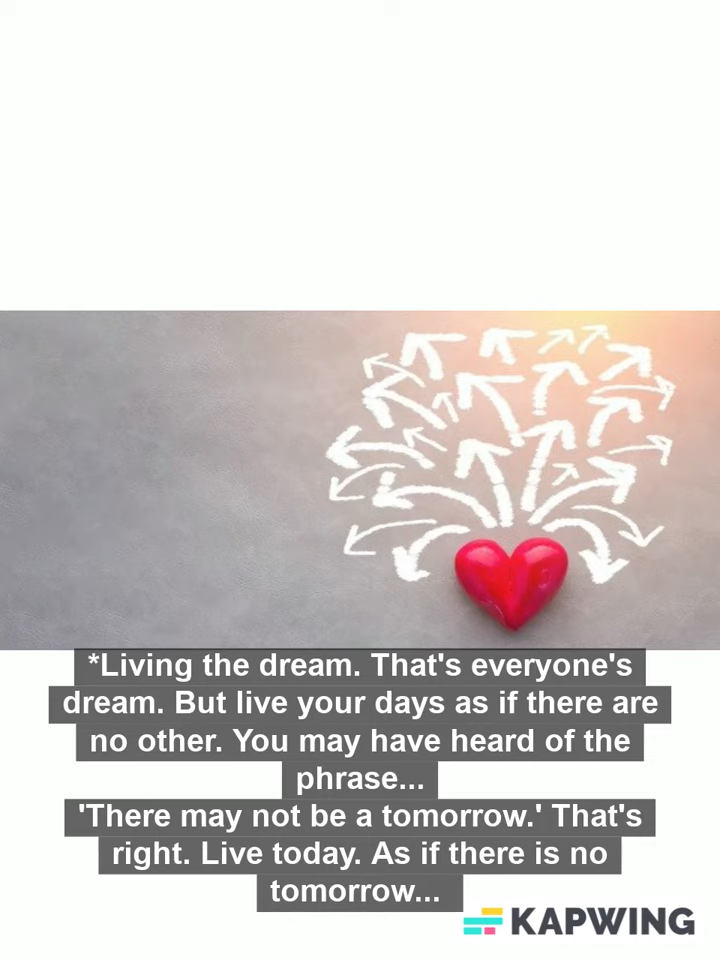 *Living the dream. That's everyone's
dream. But live your days as if there are
no other. You may have heard of the
phrase...
'There may not be a tomorrow.' That's
right. Live today. As if there is no
tomorrow...
KAPWING